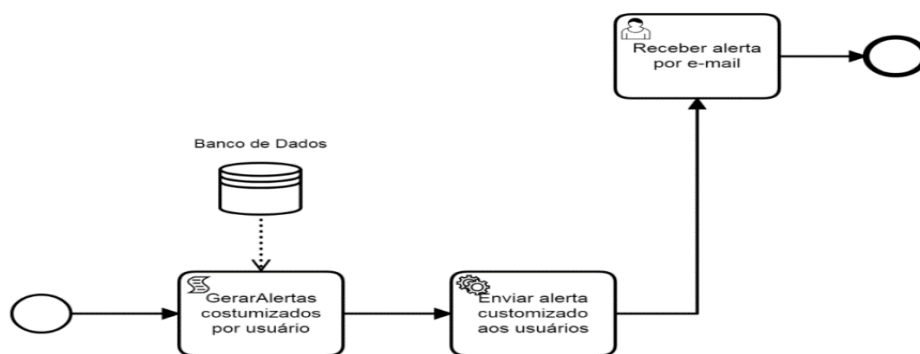 Receber alerta
por e-mail
Banco de Dados
GerarAlertas
costumizados
por usuário
Enviar alerta
customizado
aos usuários